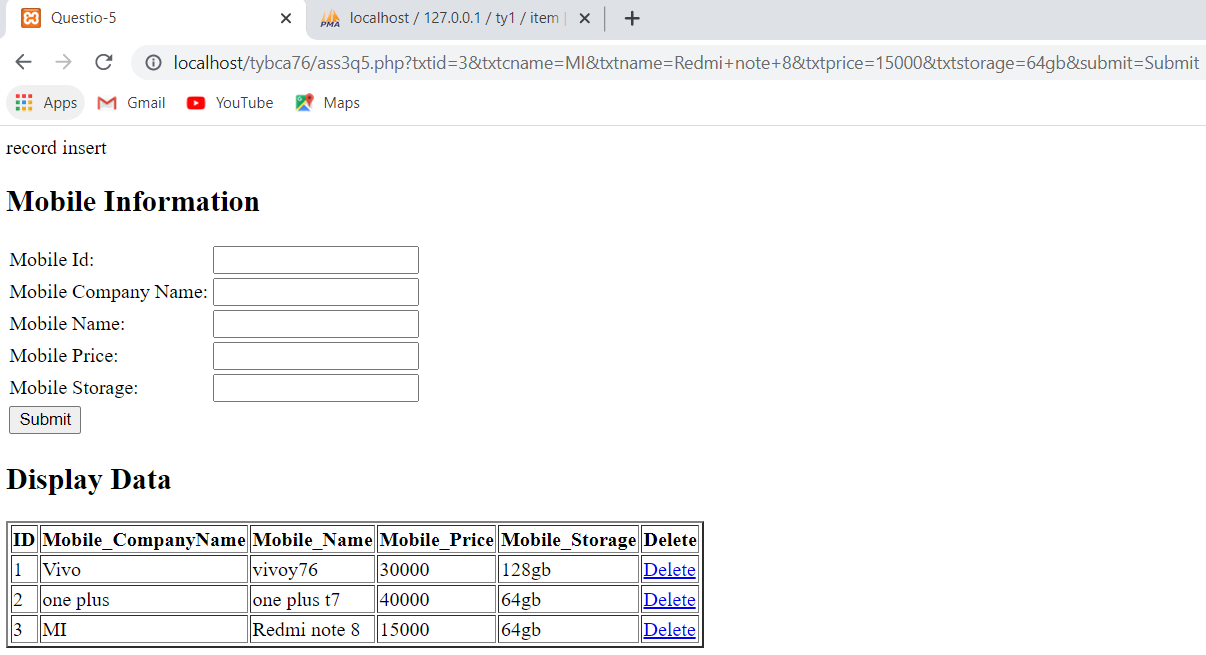 Questio-5
localhost / 127.0.0.1 / ty1 / item
localhost/tybca76/ass3q5.php?txtid=3&txtcname=MI&txtname=Redmi+note+8&txtprice=15000&txtstorage=64gb&submit=Submit
Apps Gmail YouTube Maps
record insert
Mobile Information
Mobile Id:
Mobile Company Name:
Mobile Name:
Mobile Price:
Mobile Storage:
Submit
Display Data
ID Mobile_CompanyName Mobile_Name Mobile_Price Mobile_Storage Delete
1 Vivo vivoy76 30000 128gb Delete
2 one plus one plus t7 40000 64gb Delete
3 MI Redmi note 8 15000 64gb Delete